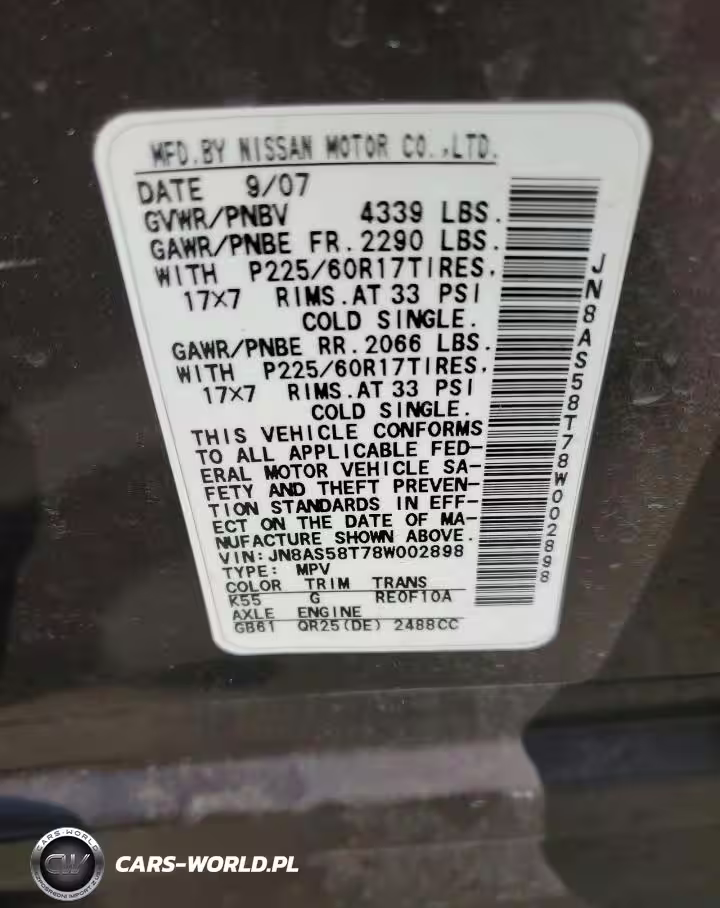 MFD.BY NISSAN MOTOR CO.,LTD.
DATE 9/07
GVWR/PNBV 4339 LBS.
GAWR/PNBE FR.2290 LBS.
WITH P225/60R17TIRES,
17×7 RIMS.AT 33 PSI
COLD SINGLE.
GAWR/PNBE RR.2066 LBS.
WITH P225/60R17TIRES,
17×7 RIMS.AT 33 PSI
COLD SINGLE.
THIS VEHICLE CONFORMS
TO ALL APPLICABLE FED-
ERAL MOTOR VEHICLE SA-
FETY AND THEFT PREVEN-
TION STANDARDS IN EFF-
ECT ON THE DATE OF MA-
NUFACTURE SHOWN ABOVE.
VIN:JN8AS58T78W002898
TYPE: MPV
COLOR TRIM TRANS
K55 G RE0F10A
AXLE ENGINE
GB61 QR25(DE) 2488CC
JN8AS58T78W002898
CARS-WORLD
CW
CARS-WORLD.PL